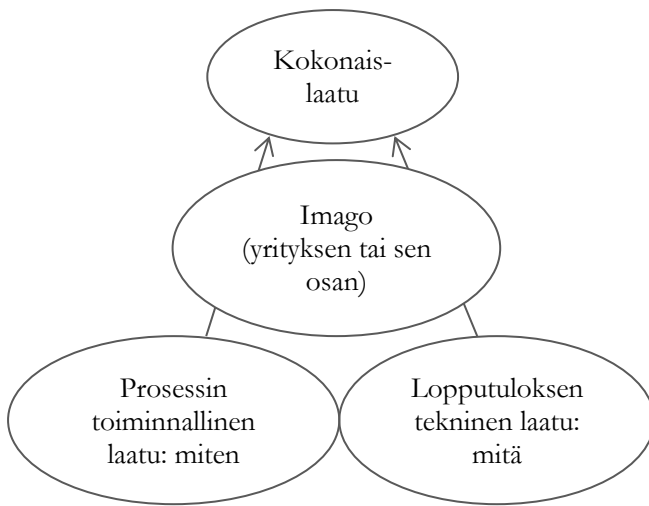 Kokonais-
laatu
Imago
(yrityksen tai sen
osan)
Prosessin
toiminnallinen
laatu: miten
Lopputuloksen
tekninen laatu:
mitä